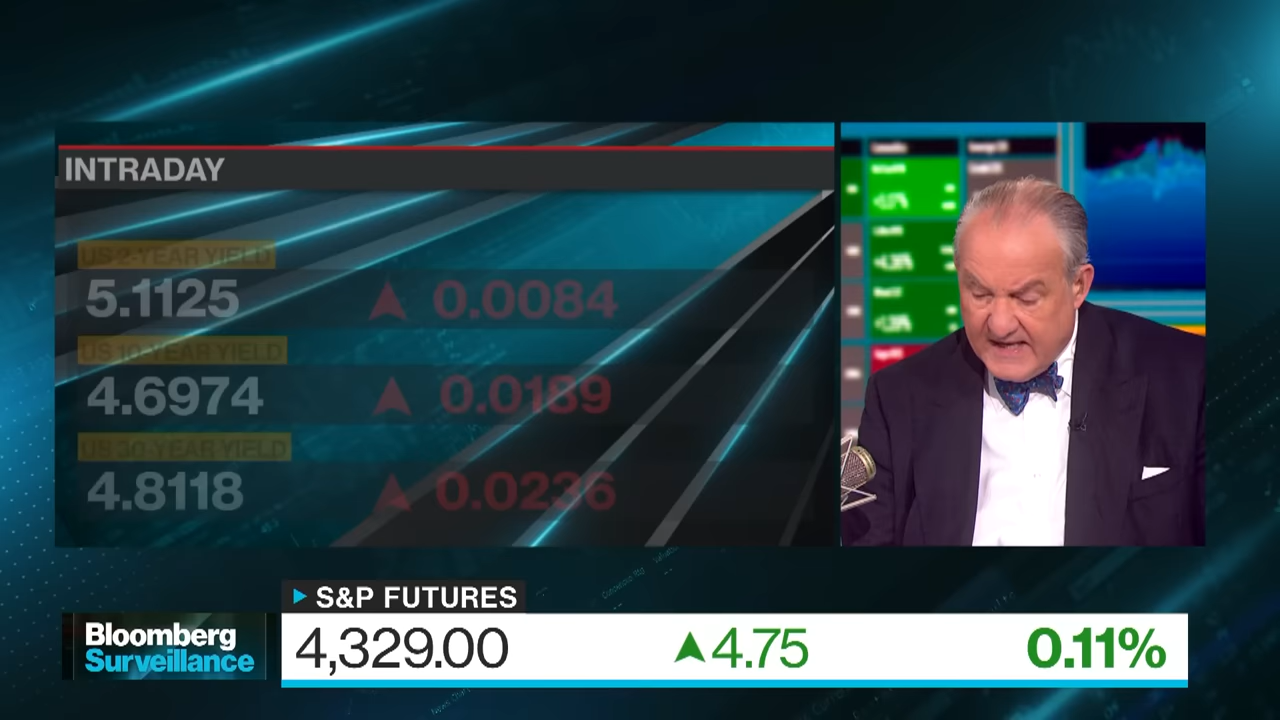 INTRADAY
US 2-YEAR YIELD
5.1125 ▲ 0.0084
US 10-YEAR YIELD
4.6974 ▲ 0.0189
US 30-YEAR YIELD
4.8118 ▲ 0.0236
S&P FUTURES
Bloomberg
Surveillance
4,329.00 ▲4.75 0.11%